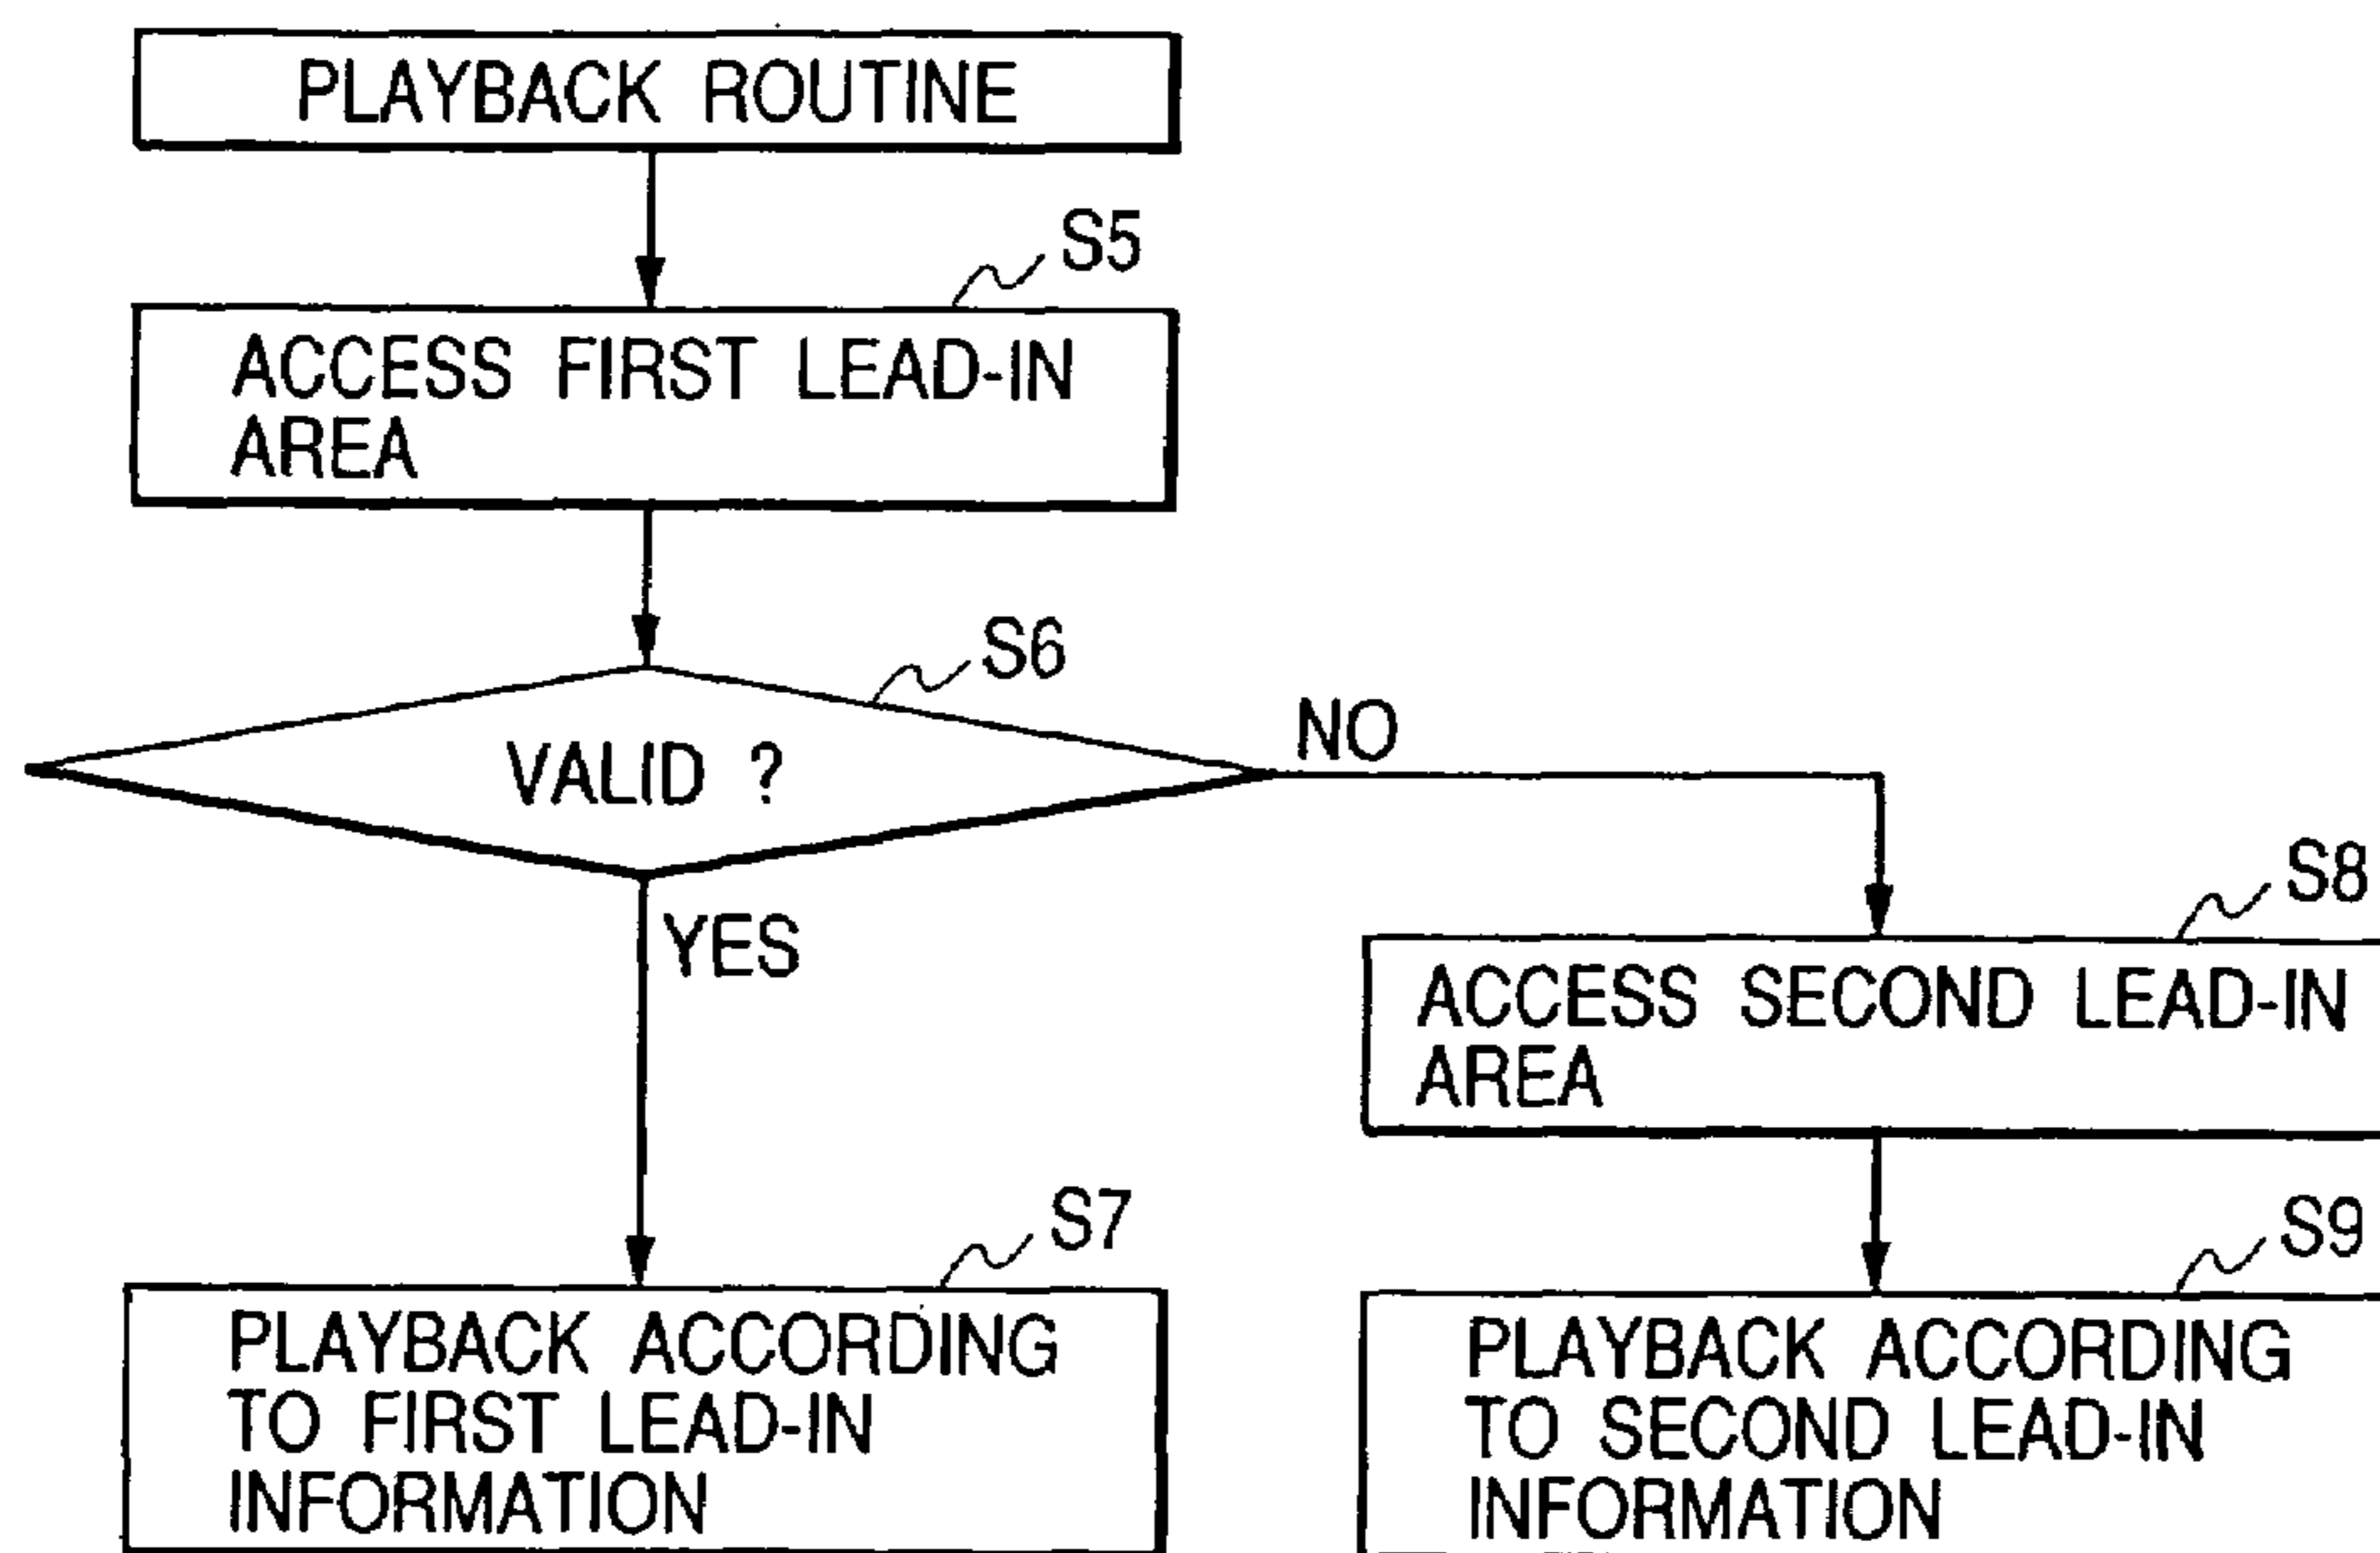 PLAYBACK ROUTINE
S5
ACCESS FIRST LEAD-IN
AREA
S6
VALID ?
NO
YES
S8
ACCESS SECOND LEAD-IN
AREA
S7
PLAYBACK ACCORDING
TO FIRST LEAD-IN
INFORMATION
S9
PLAYBACK ACCORDING
TO SECOND LEAD-IN
INFORMATION